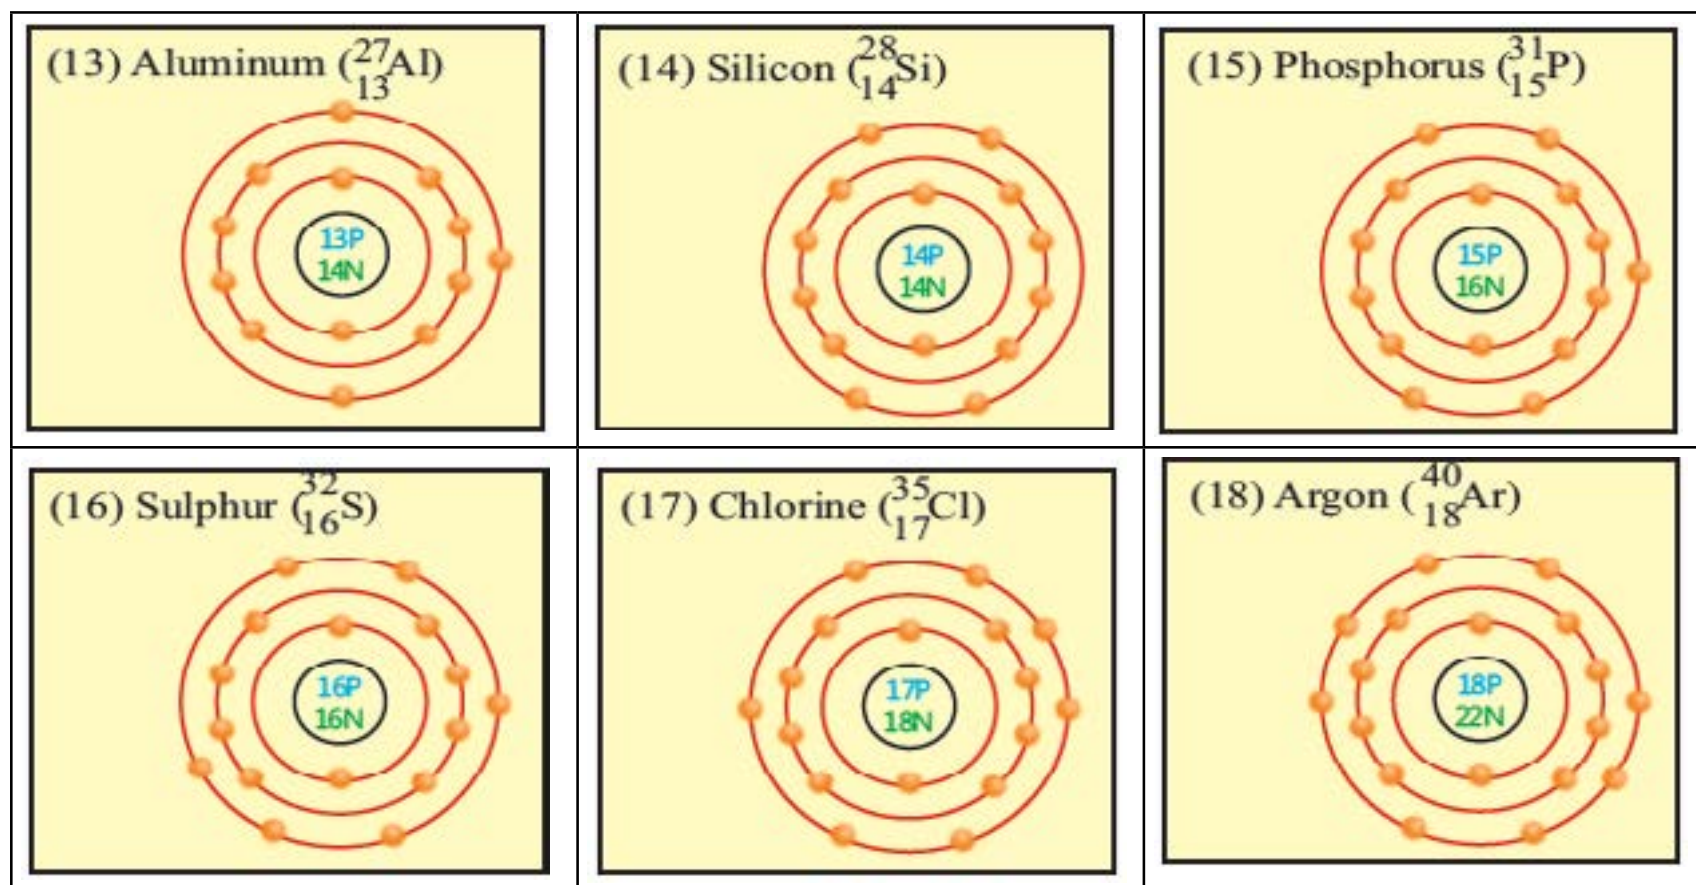 (13) Aluminum (²⁷₁₃Al)
13P
14N
(14) Silicon (²⁸₁₄Si)
14P
14N
(15) Phosphorus (³¹₁₅P)
15P
16N
(16) Sulphur (³²₁₆S)
16P
16N
(17) Chlorine (³⁵₁₇Cl)
17P
18N
(18) Argon (⁴⁰₁₈Ar)
18P
22N